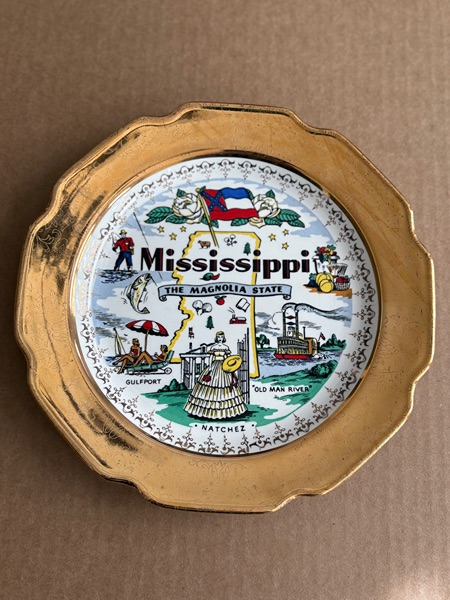 Mississippi
THE MAGNOLIA STATE
GULFPORT
"OLD MAN RIVER"
• NATCHEZ •